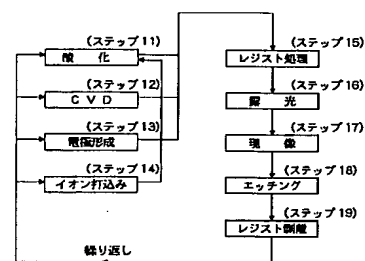 (ステップ11)
酸 化
(ステップ12)
CVD
(ステップ13)
電極形成
(ステップ14)
イオン打込み
繰り返し
(ステップ15)
レジスト処理
(ステップ16)
露 光
(ステップ17)
現 像
(ステップ18)
エッチング
(ステップ19)
レジスト剥離